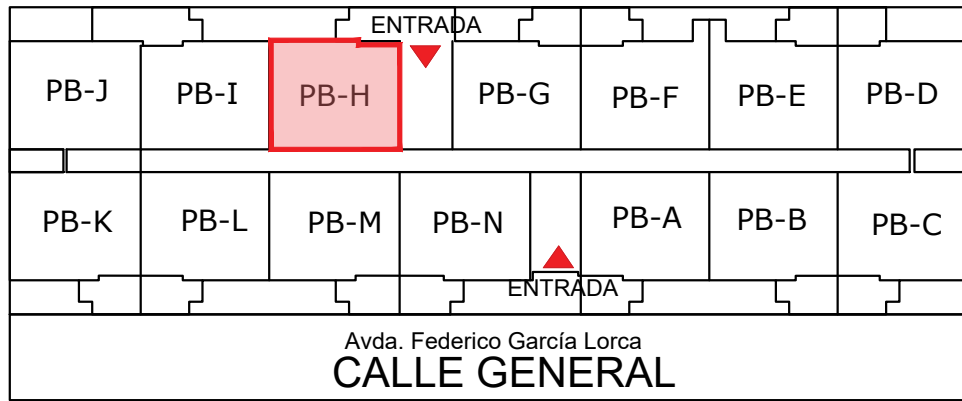 ENTRADA
PB-J PB-I PB-H PB-G PB-F PB-E PB-D
PB-K PB-L PB-M PB-N PB-A PB-B PB-C
ENTRADA
Avda. Federico García Lorca
CALLE GENERAL